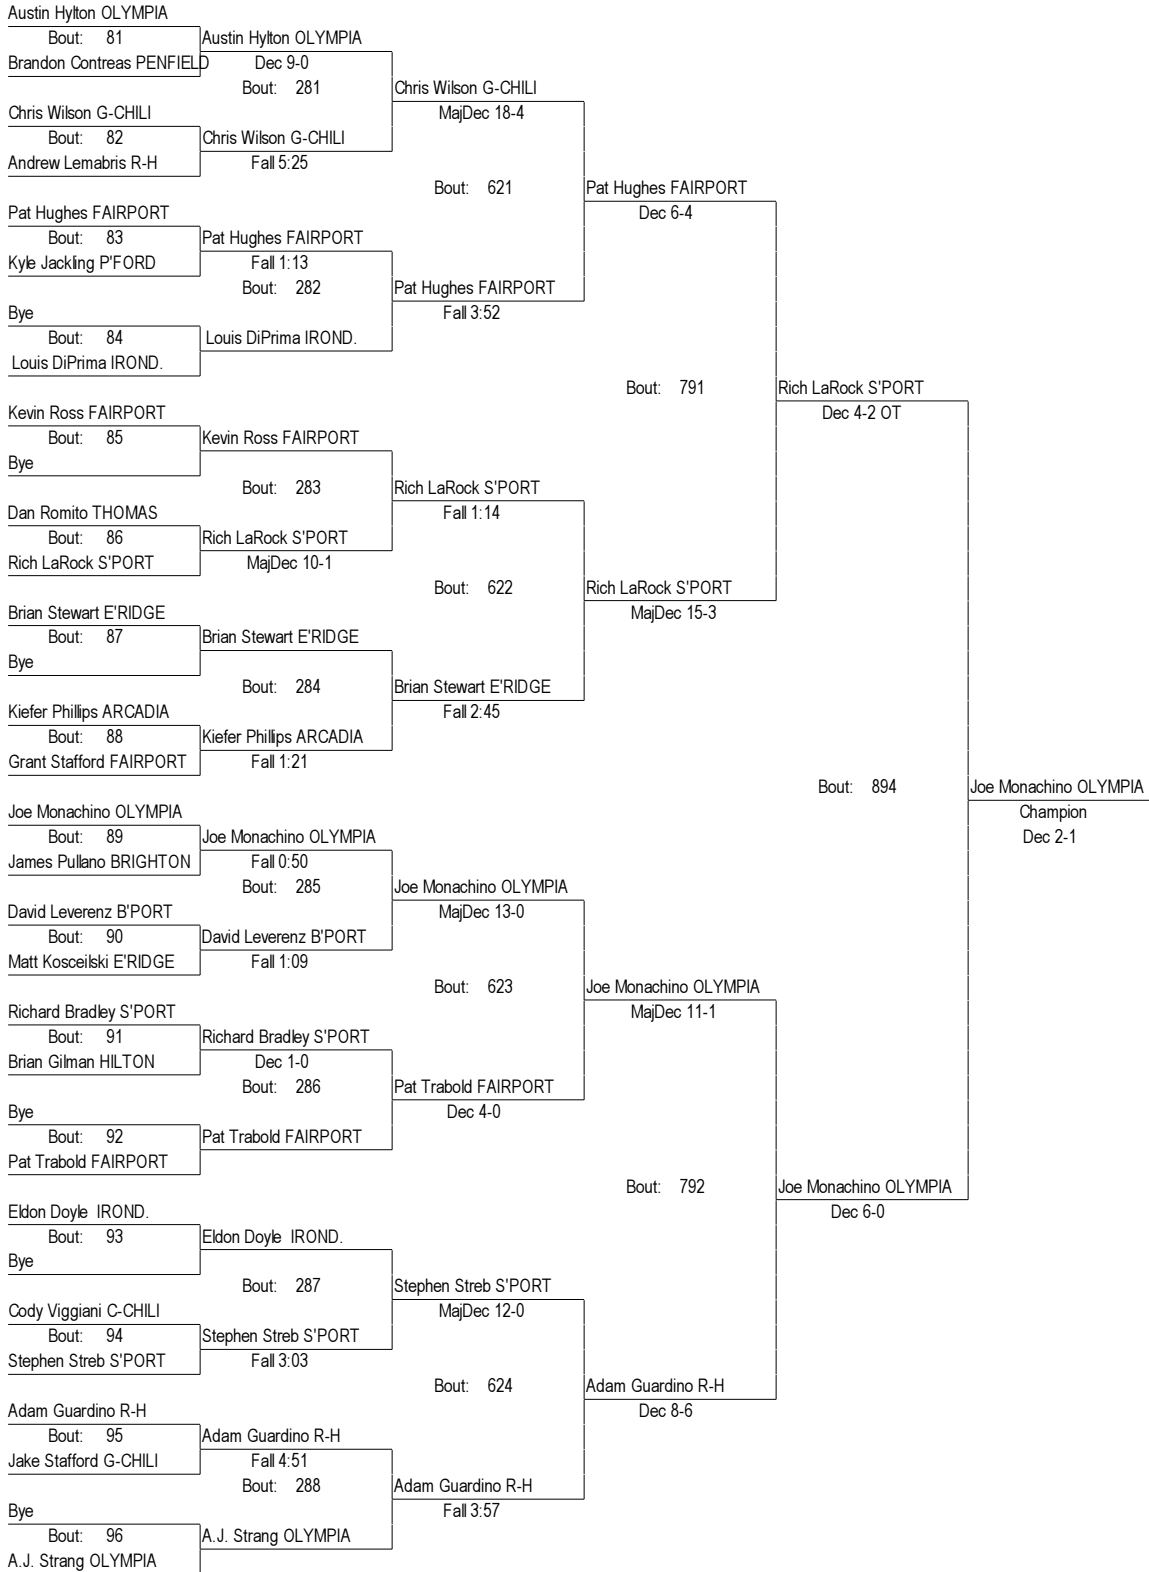 Austin Hylton OLYMPIA
Bout: 81
Austin Hylton OLYMPIA
Brandon Contreas PENFIELD
Dec 9-0
Bout: 281
Chris Wilson G-CHILI
Chris Wilson G-CHILI
MajDec 18-4
Bout: 82
Chris Wilson G-CHILI
Andrew Lemabris R-H
Fall 5:25
Bout: 621
Pat Hughes FAIRPORT
Pat Hughes FAIRPORT
Dec 6-4
Bout: 83
Pat Hughes FAIRPORT
Kyle Jackling P'FORD
Fall 1:13
Bout: 282
Pat Hughes FAIRPORT
Bye
Fall 3:52
Bout: 84
Louis DiPrima IROND.
Louis DiPrima IROND.
Bout: 791
Rich LaRock S'PORT
Kevin Ross FAIRPORT
Dec 4-2 OT
Bout: 85
Kevin Ross FAIRPORT
Bye
Bout: 283
Rich LaRock S'PORT
Dan Romito THOMAS
Fall 1:14
Bout: 86
Rich LaRock S'PORT
Rich LaRock S'PORT
MajDec 10-1
Bout: 622
Rich LaRock S'PORT
Brian Stewart E'RIDGE
MajDec 15-3
Bout: 87
Brian Stewart E'RIDGE
Bye
Bout: 284
Brian Stewart E'RIDGE
Kiefer Phillips ARCADIA
Fall 2:45
Bout: 88
Kiefer Phillips ARCADIA
Grant Stafford FAIRPORT
Fall 1:21
Bout: 894
Joe Monachino OLYMPIA
Joe Monachino OLYMPIA
Champion
Bout: 89
Joe Monachino OLYMPIA
Dec 2-1
James Pullano BRIGHTON
Fall 0:50
Bout: 285
Joe Monachino OLYMPIA
David Leverenz B'PORT
MajDec 13-0
Bout: 90
David Leverenz B'PORT
Matt Kosceilski E'RIDGE
Fall 1:09
Bout: 623
Joe Monachino OLYMPIA
Richard Bradley S'PORT
MajDec 11-1
Bout: 91
Richard Bradley S'PORT
Brian Gilman HILTON
Dec 1-0
Bout: 286
Pat Trabold FAIRPORT
Bye
Dec 4-0
Bout: 92
Pat Trabold FAIRPORT
Pat Trabold FAIRPORT
Bout: 792
Joe Monachino OLYMPIA
Eldon Doyle IROND.
Dec 6-0
Bout: 93
Eldon Doyle IROND.
Bye
Bout: 287
Stephen Streb S'PORT
Cody Viggiani C-CHILI
MajDec 12-0
Bout: 94
Stephen Streb S'PORT
Stephen Streb S'PORT
Fall 3:03
Bout: 624
Adam Guardino R-H
Adam Guardino R-H
Dec 8-6
Bout: 95
Adam Guardino R-H
Jake Stafford G-CHILI
Fall 4:51
Bout: 288
Adam Guardino R-H
Bye
Fall 3:57
Bout: 96
A.J. Strang OLYMPIA
A.J. Strang OLYMPIA